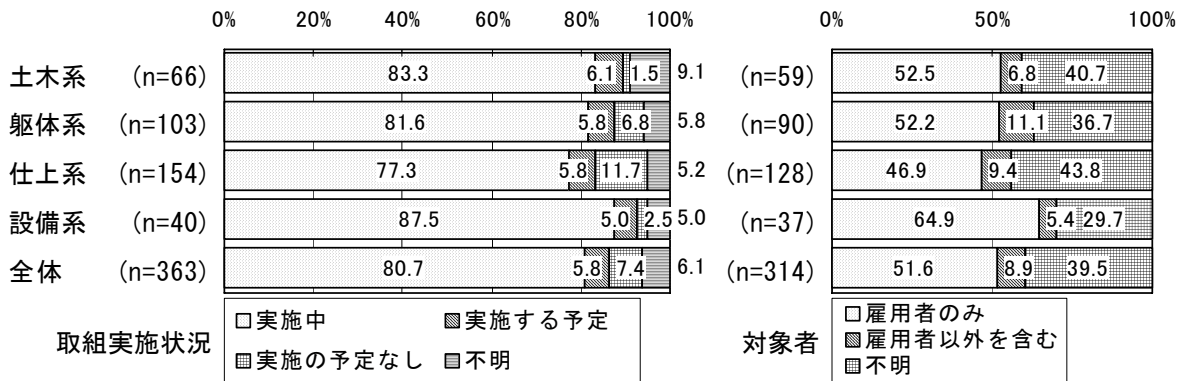 0% 20% 40% 60% 80% 100% 0% 50% 100%
土木系 (n=66) 83.3 6.1 1.5 9.1 (n=59) 52.5 6.8 40.7
躯体系 (n=103) 81.6 5.8 6.8 5.8 (n=90) 52.2 11.1 36.7
仕上系 (n=154) 77.3 5.8 11.7 5.2 (n=128) 46.9 9.4 43.8
設備系 (n=40) 87.5 5.0 2.5 5.0 (n=37) 64.9 5.4 29.7
全体 (n=363) 80.7 5.8 7.4 6.1 (n=314) 51.6 8.9 39.5
取組実施状況
実施中 実施する予定
実施の予定なし 不明
対象者
雇用者のみ
雇用者以外を含む
不明